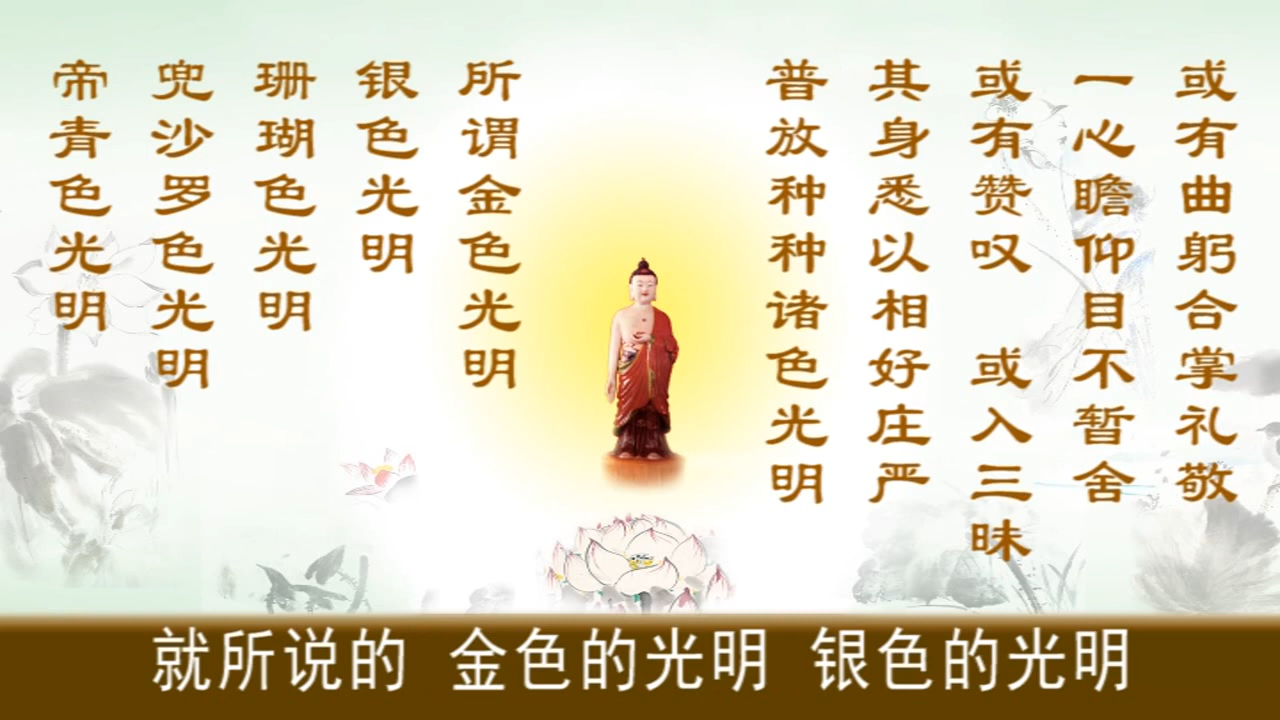 或有曲躬合掌礼敬
一心瞻仰目不暂舍
或有赞叹 或入三昧
其身悉以相好庄严
普放种种诸色光明
所谓金色光明
银色光明
珊瑚色光明
兜沙罗色光明
帝青色光明
就所说的 金色的光明 银色的光明